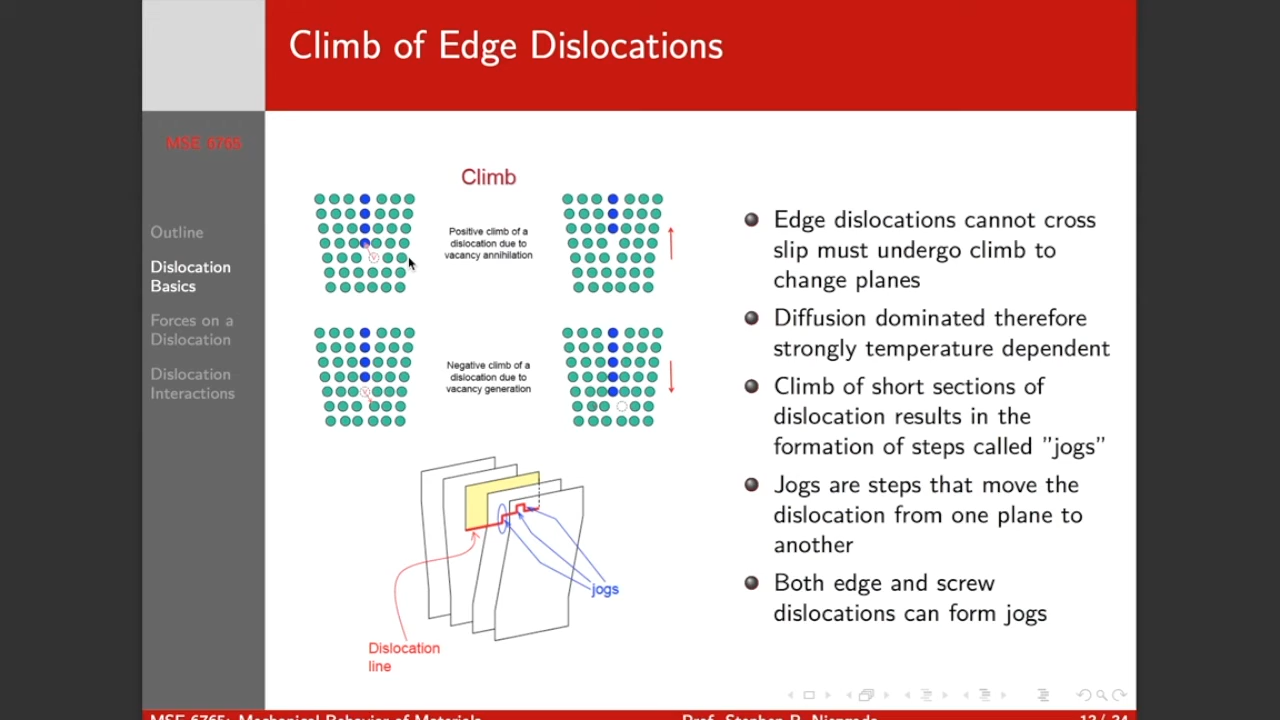 Climb of Edge Dislocations
MSE 6765
Outline
Dislocation
Basics
Forces on a
Dislocation
Dislocation
Interactions
Climb
Positive climb of a
dislocation due to
vacancy annihilation
Negative climb of a
dislocation due to
vacancy generation
jogs
Dislocation
line
Edge dislocations cannot cross
slip must undergo climb to
change planes
Diffusion dominated therefore
strongly temperature dependent
Climb of short sections of
dislocation results in the
formation of steps called "jogs"
Jogs are steps that move the
dislocation from one plane to
another
Both edge and screw
dislocations can form jogs
MSE 6765: Mechanical Behavior of Materials
Prof. Stephen